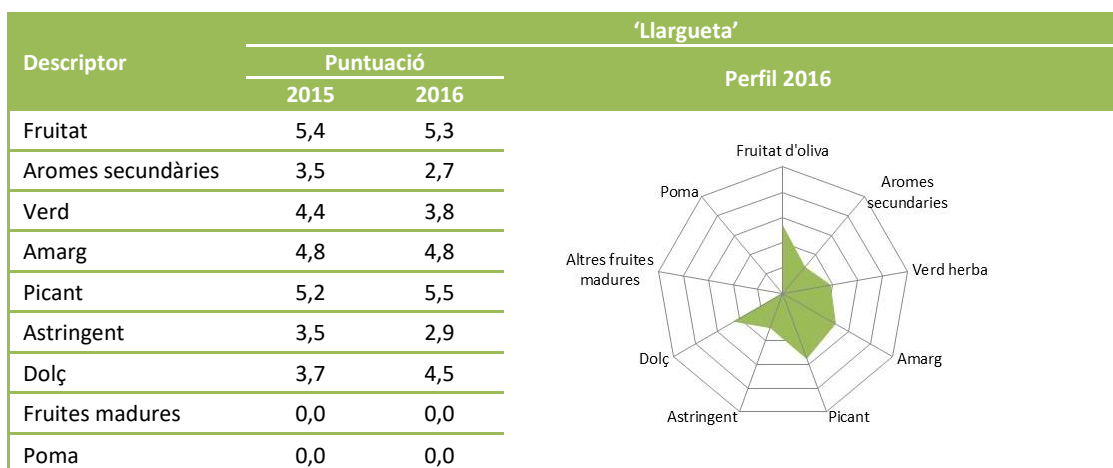 ‘Llargueta’
Descriptor
Puntuació
Perfil 2016
2015 2016
Fruitat 5,4 5,3
Aromes secundàries 3,5 2,7
Verd 4,4 3,8
Amarg 4,8 4,8
Picant 5,2 5,5
Astringent 3,5 2,9
Dolç 3,7 4,5
Fruites madures 0,0 0,0
Poma 0,0 0,0
Fruitat d'oliva
Aromes
secundaries
Verd herba
Amarg
Picant
Astringent
Dolç
Altres fruites
madures
Poma